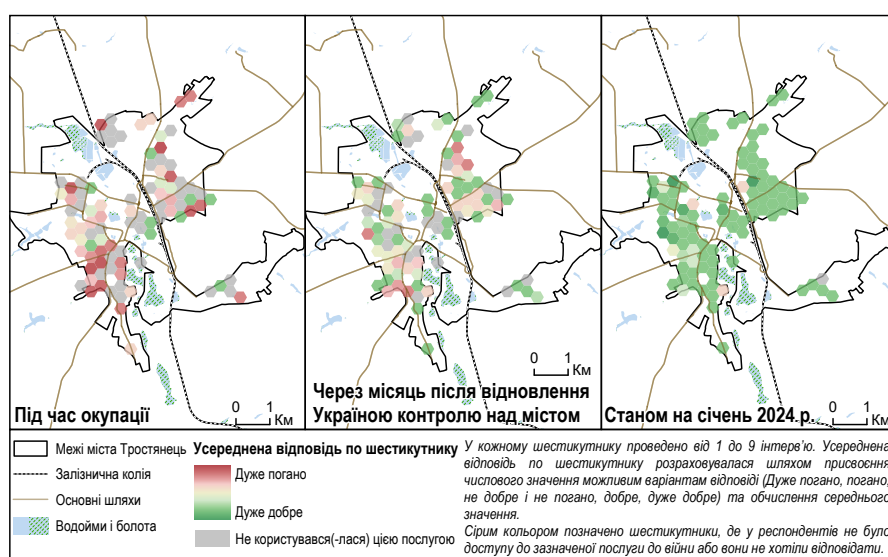 Під час окупації
0 1
Км
Через місяць після відновлення
Україною контролю над містом
0 1
Км
Станом на січень 2024 р.
0 1
Км
Межі міста Тростянець
Залізнична колія
Основні шляхи
Водойми і болота
Усереднена відповідь по шестикутнику
Дуже погано
Дуже добре
Не користувався(-лася) цією послугою
У кожному шестикутнику проведено від 1 до 9 інтерв'ю. Усереднена
відповідь по шестикутнику розраховувалася шляхом присвоєння
числового значення можливим варіантам відповіді (Дуже погано, погано,
не добре і не погано, добре, дуже добре) та обчислення середнього
значення.
Сірим кольором позначено шестикутники, де у респондентів не було
доступу до зазначеної послуги до війни або вони не хотіли відповідати.